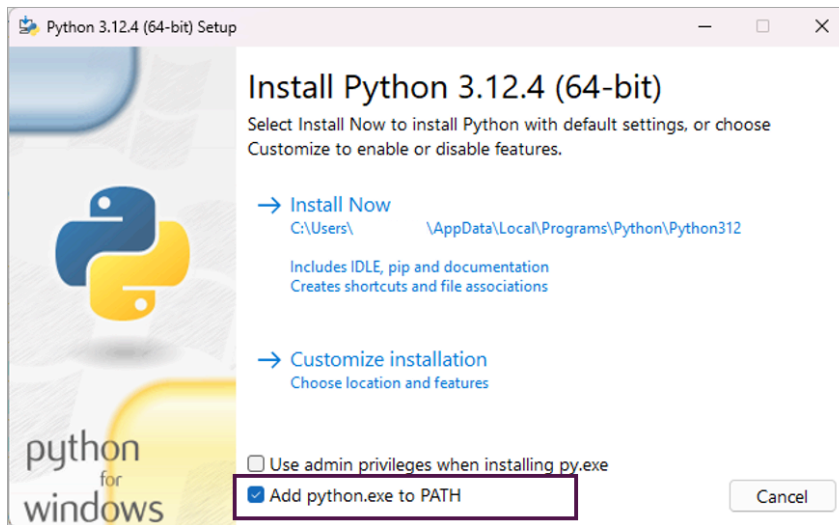 Python 3.12.4 (64-bit) Setup
Install Python 3.12.4 (64-bit)
Select Install Now to install Python with default settings, or choose
Customize to enable or disable features.
Install Now
C:\Users\ \AppData\Local\Programs\Python\Python312
Includes IDLE, pip and documentation
Creates shortcuts and file associations
Customize installation
Choose location and features
python
for
windows
Use admin privileges when installing py.exe
Add python.exe to PATH
Cancel